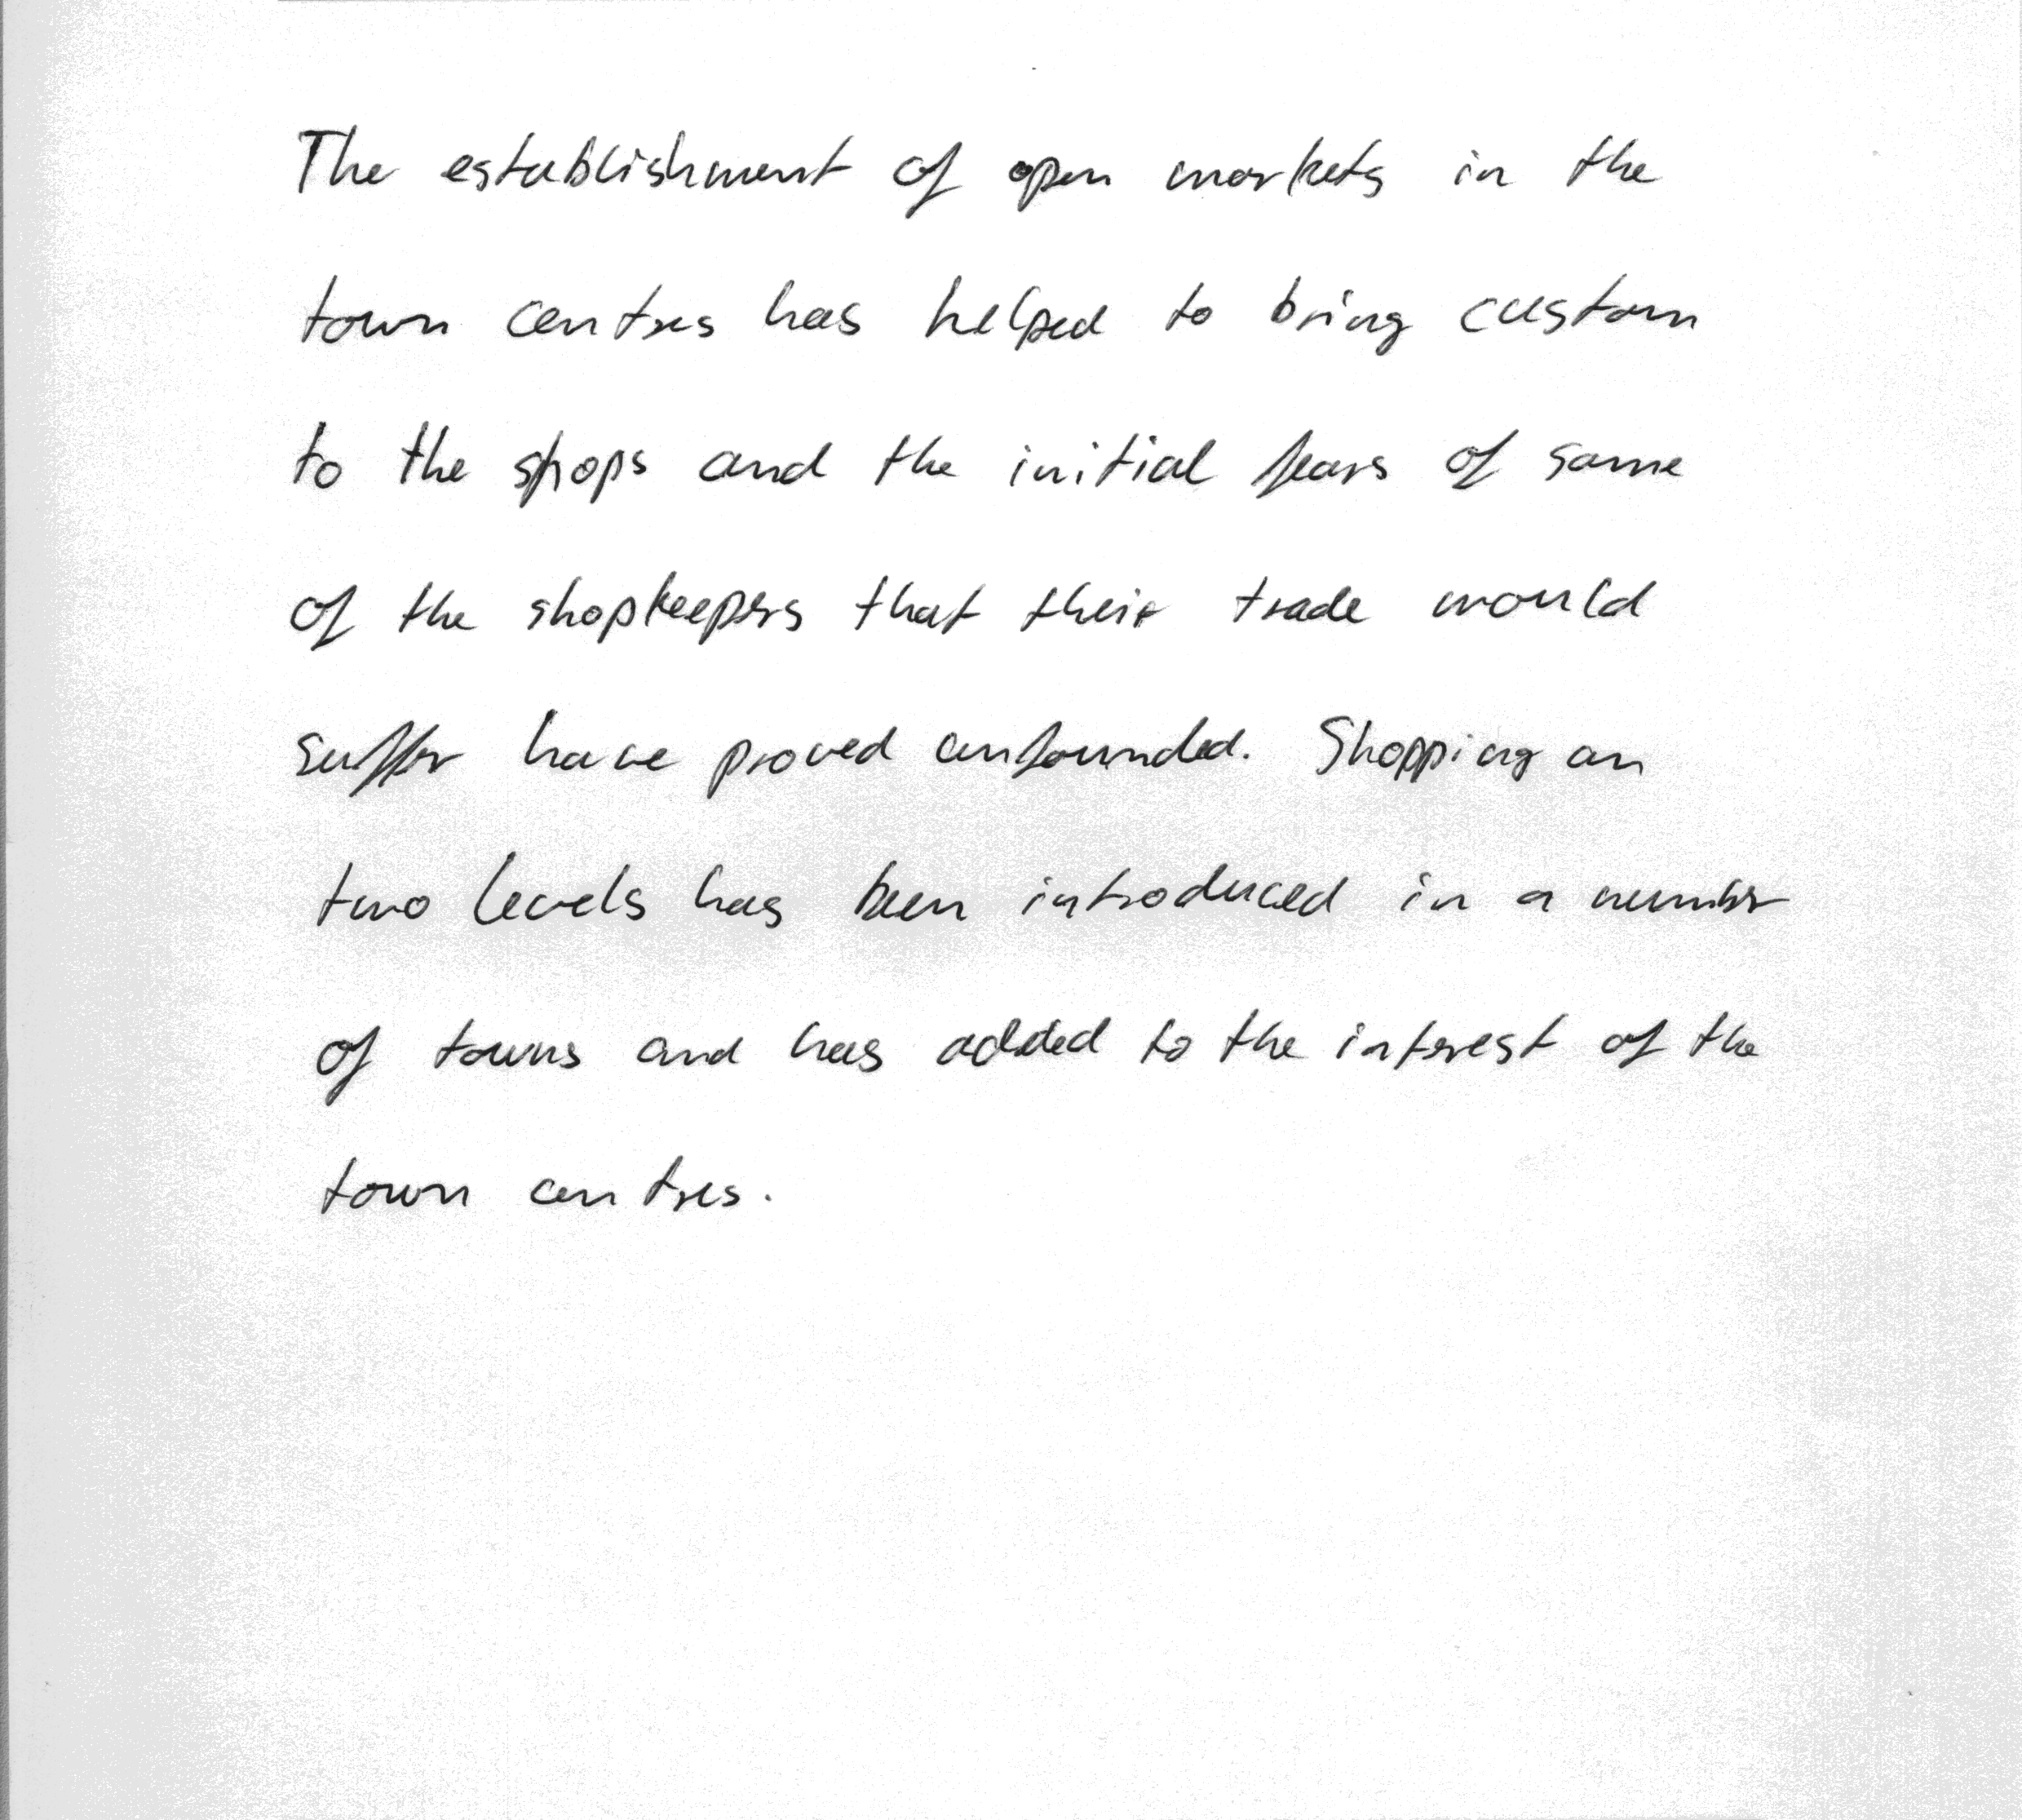 The establishment of open markets in the
town centres has helped to bring custom
to the shops and the initial fears of some
of the shopkeepers that their trade would
suffer have proved unfounded. Shopping on
two levels has been introduced in a number
of towns and has added to the interest of the
town centres.